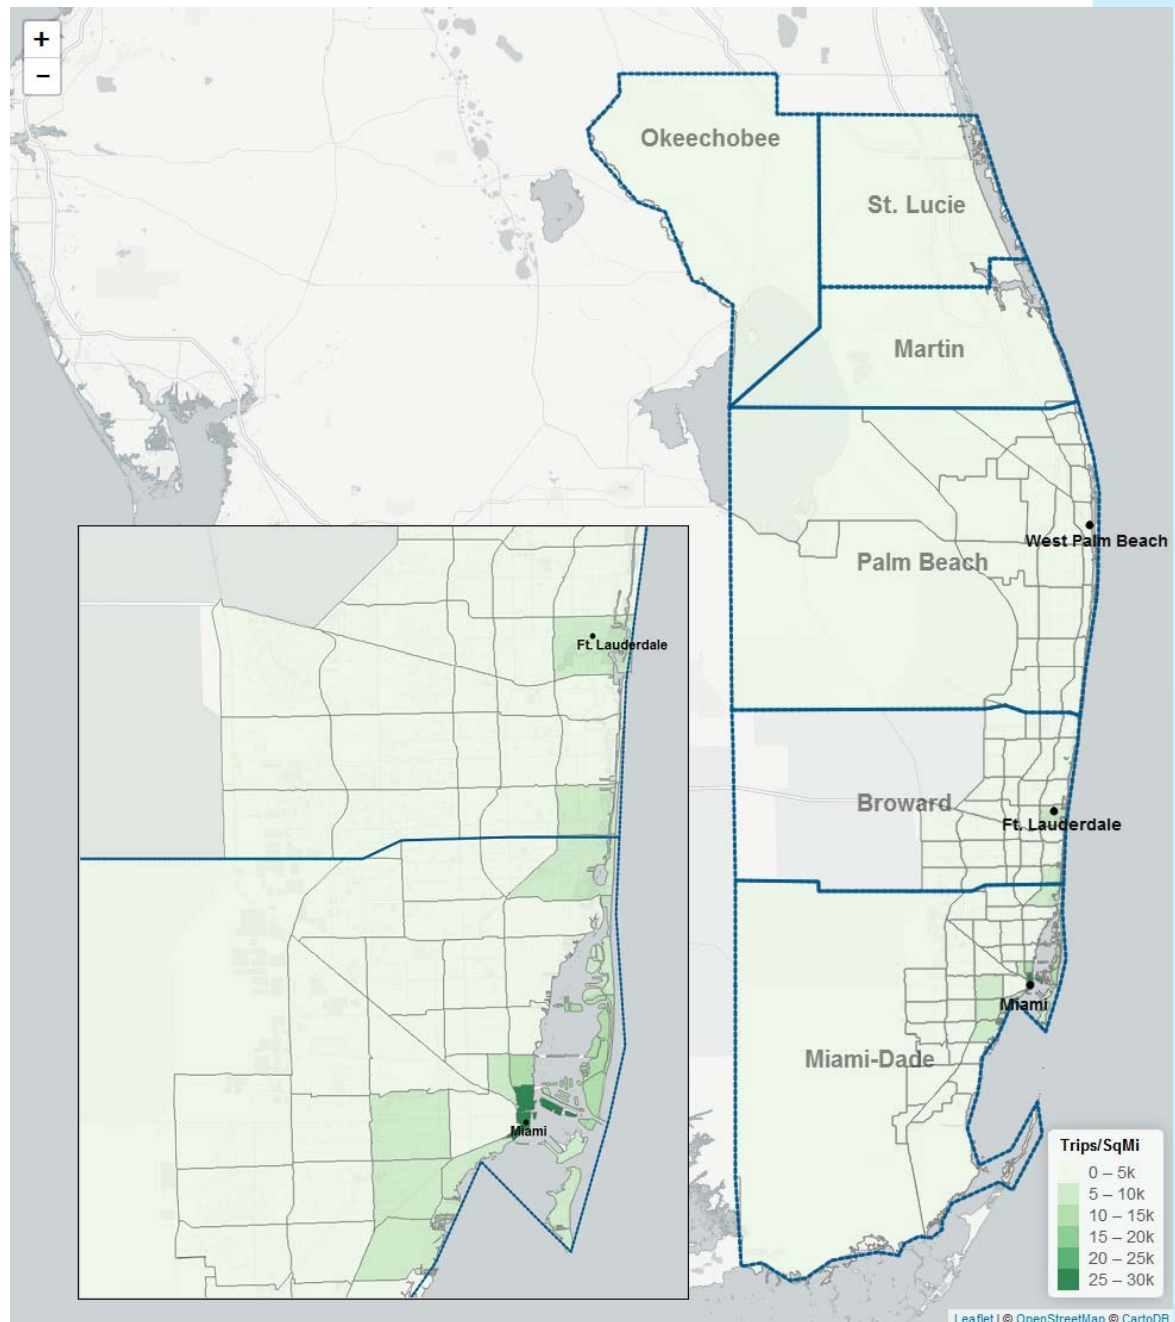 +
−
Okeechobee
St. Lucie
Martin
West Palm Beach
Palm Beach
Ft. Lauderdale
Broward
Ft. Lauderdale
Miami
Miami-Dade
Miami
Trips/SqMi
0 – 5k
5 – 10k
10 – 15k
15 – 20k
20 – 25k
25 – 30k
Leaflet | © OpenStreetMap © CartoDB